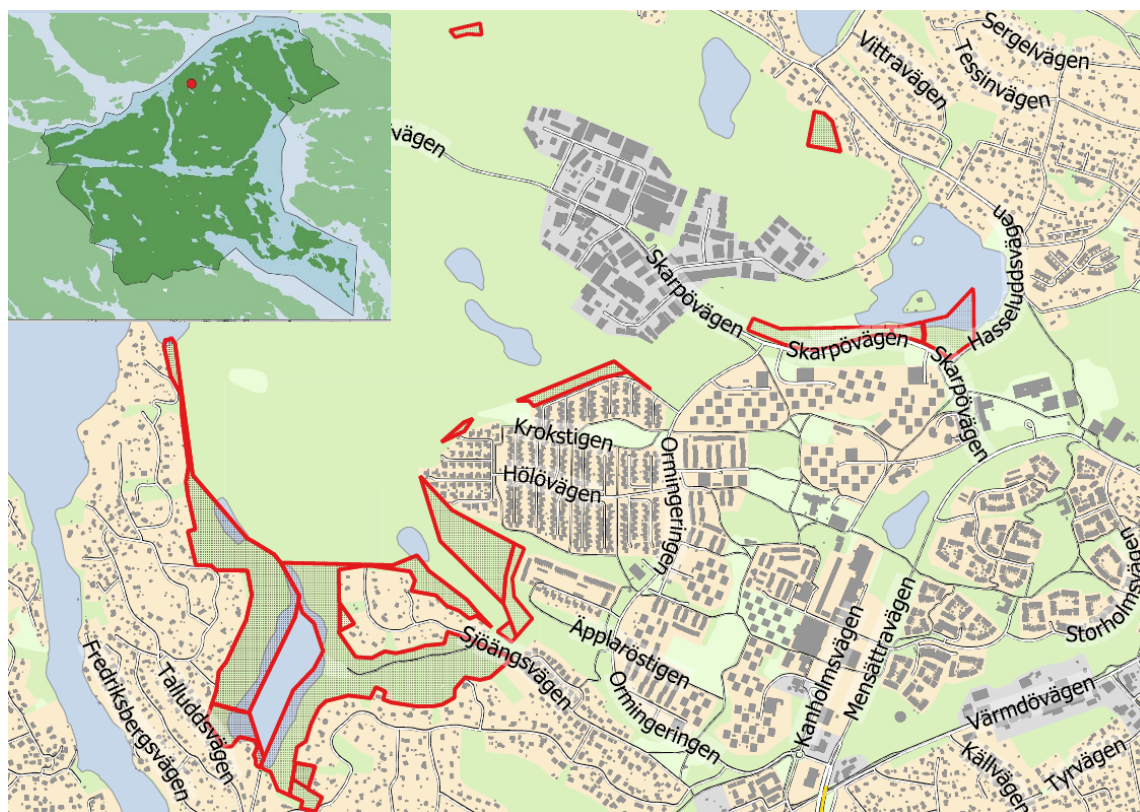 Sergelvägen
Vittravägen
Tessinvägen
vägen
Hasseluddsvägen
Skarpövägen
Skarpövägen
Skarpövägen
Krokstigen
Hölövägen
Ormingeringen
Äpplaröstigen
Sjöängsvägen
Ormingeringen
Kanholmsvägen
Mensättravägen
Storholmsvägen
Värmdövägen
Källvägen
Tyrvägen
Talluddsvägen
Fredriksbergsvägen